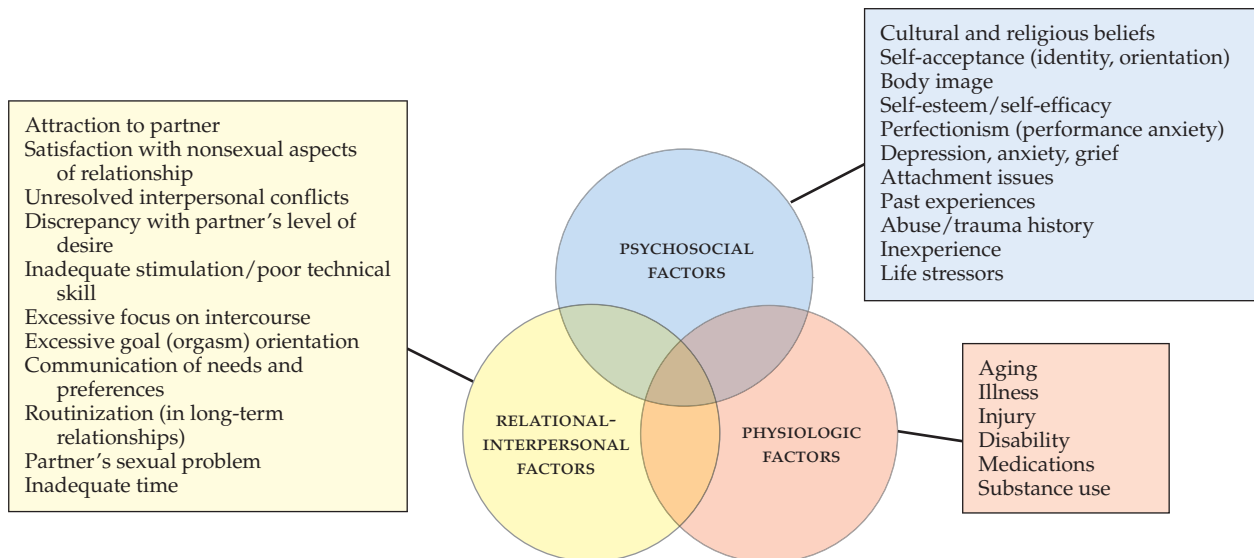 Cultural and religious beliefs
Self-acceptance (identity, orientation)
Body image
Self-esteem/self-efficacy
Perfectionism (performance anxiety)
Depression, anxiety, grief
Attachment issues
Past experiences
Abuse/trauma history
Inexperience
Life stressors
Attraction to partner
Satisfaction with nonsexual aspects
of relationship
Unresolved interpersonal conflicts
Discrepancy with partner’s level of
desire
Inadequate stimulation/poor technical
skill
Excessive focus on intercourse
Excessive goal (orgasm) orientation
Communication of needs and
preferences
Routinization (in long-term
relationships)
Partner’s sexual problem
Inadequate time
PSYCHOSOCIAL
FACTORS
RELATIONAL-
INTERPERSONAL
FACTORS
PHYSIOLOGIC
FACTORS
Aging
Illness
Injury
Disability
Medications
Substance use